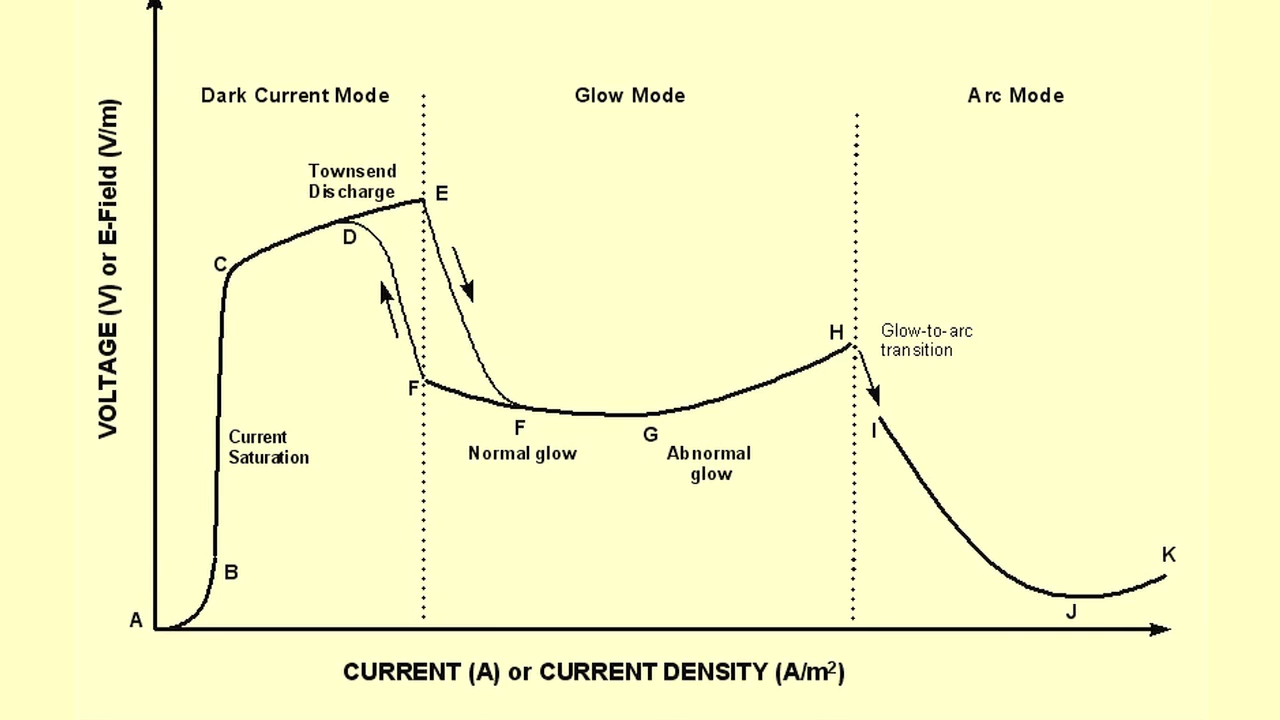 Dark Current Mode
Glow Mode
Arc Mode
VOLTAGE (V) or E-Field (V/m)
Townsend
Discharge
E
D
C
H
Glow-to-arc
transition
F
F
G
I
Normal glow
Abnormal
glow
Current
Saturation
B
K
J
A
CURRENT (A) or CURRENT DENSITY (A/m²)